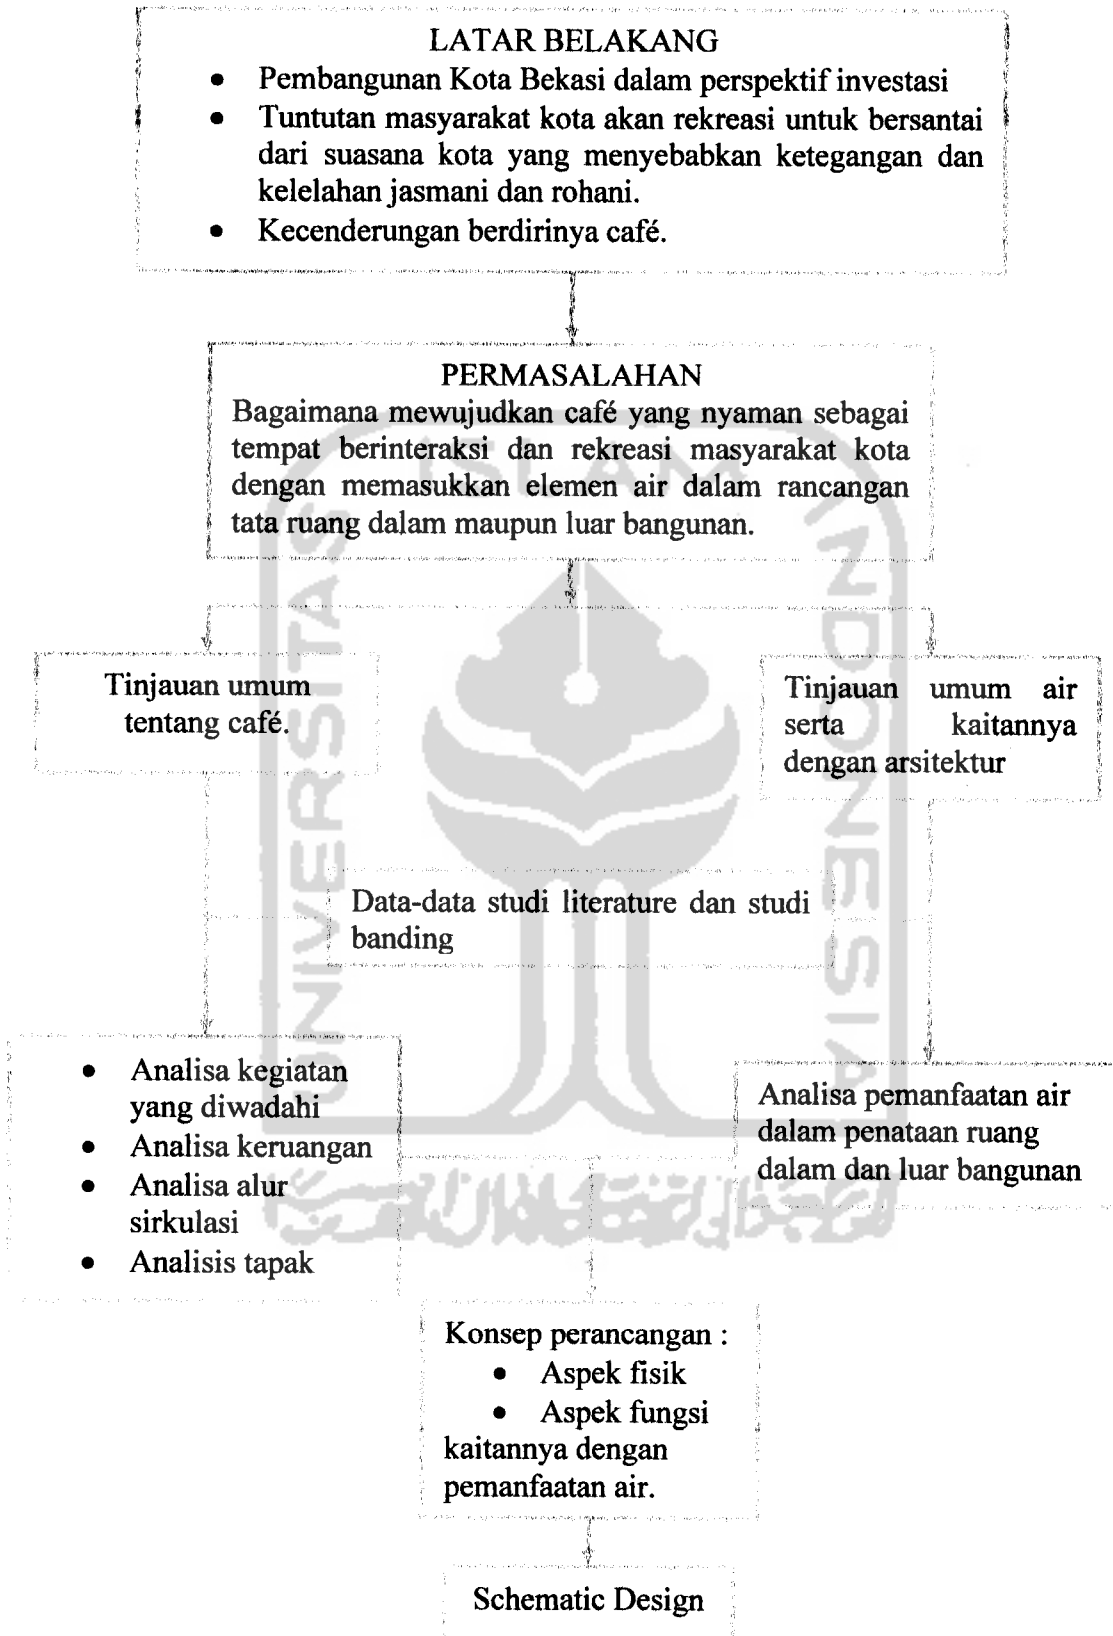 LATAR BELAKANG
• Pembangunan Kota Bekasi dalam perspektif investasi
• Tuntutan masyarakat kota akan rekreasi untuk bersantai
dari suasana kota yang menyebabkan ketegangan dan
kelelahan jasmani dan rohani.
• Kecenderungan berdirinya café.
PERMASALAHAN
Bagaimana mewujudkan café yang nyaman sebagai
tempat berinteraksi dan rekreasi masyarakat kota
dengan memasukkan elemen air dalam rancangan
tata ruang dalam maupun luar bangunan.
Tinjauan umum
tentang café.
Tinjauan umum air
serta kaitannya
dengan arsitektur
Data-data studi literature dan studi
banding
• Analisa kegiatan
yang diwadahi
• Analisa keruangan
• Analisa alur
sirkulasi
• Analisis tapak
Analisa pemanfaatan air
dalam penataan ruang
dalam dan luar bangunan
Konsep perancangan :
• Aspek fisik
• Aspek fungsi
kaitannya dengan
pemanfaatan air.
Schematic Design
UNIVERSITAS
ISLAM
INDONESIA